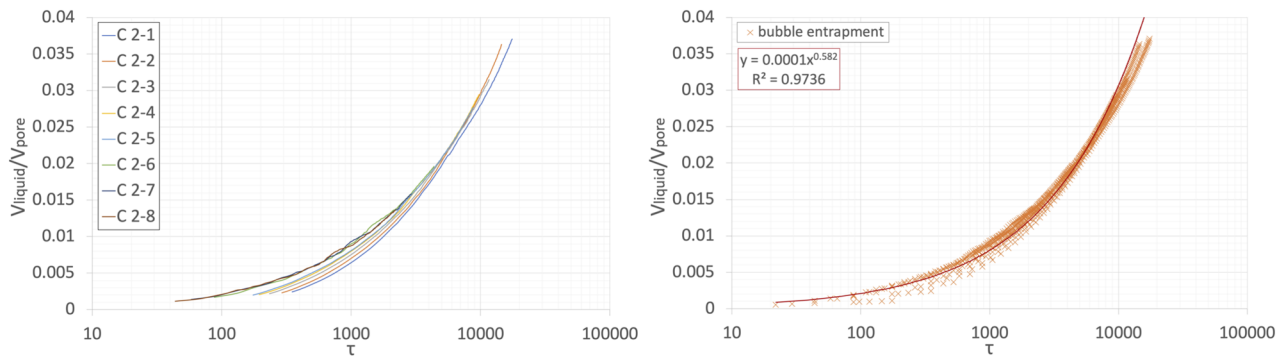 0.04
0.035
0.03
0.025
0.02
0.015
0.01
0.005
0
Vliquid/Vpore
C 2-1
C 2-2
C 2-3
C 2-4
C 2-5
C 2-6
C 2-7
C 2-8
10 100 1000 10000 100000
τ
0.04
0.035
0.03
0.025
0.02
0.015
0.01
0.005
0
Vliquid/Vpore
bubble entrapment
y = 0.0001x^0.582
R² = 0.9736
10 100 1000 10000 100000
τ